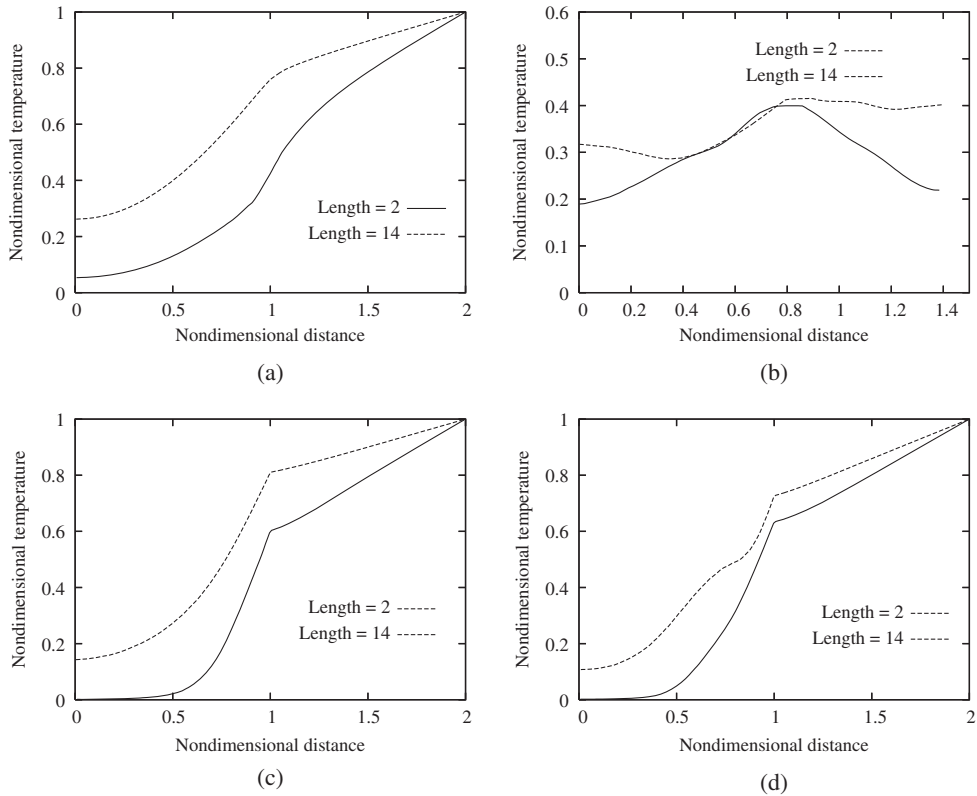 1
0.8
0.6
0.4
0.2
0
Nondimensional temperature
Length = 2
Length = 14
0
0.5
1
1.5
2
Nondimensional distance
(a)
0.6
0.5
0.4
0.3
0.2
0.1
0
Nondimensional temperature
Length = 2
Length = 14
0
0.2
0.4
0.6
0.8
1
1.2
1.4
Nondimensional distance
(b)
1
0.8
0.6
0.4
0.2
0
Nondimensional temperature
Length = 2
Length = 14
0
0.5
1
1.5
2
Nondimensional distance
(c)
1
0.8
0.6
0.4
0.2
0
Nondimensional temperature
Length = 2
Length = 14
0
0.5
1
1.5
2
Nondimensional distance
(d)